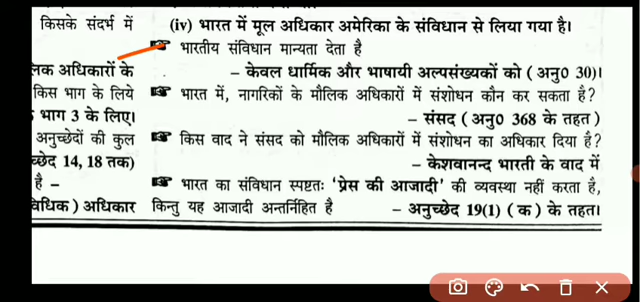 किसके संदर्भ में
लक अधिकारों के
किस भाग के लिये
भाग 3 के लिए।
अनुच्छेदों की कुल
च्छेद 14, 18 तक)
है –
वैधिक ) अधिकार
(iv) भारत में मूल अधिकार अमेरिका के संविधान से लिया गया है।
भारतीय संविधान मान्यता देता है
– केवल धार्मिक और भाषायी अल्पसंख्यकों को ( अनु० 30)।
भारत में, नागरिकों के मौलिक अधिकारों में संशोधन कौन कर सकता है?
– संसद ( अनु० 368 के तहत )
किस वाद ने संसद को मौलिक अधिकारों में संशोधन का अधिकार दिया है?
– केशवानन्द भारती के वाद में
भारत का संविधान स्पष्टतः ‘प्रेस की आजादी’ की व्यवस्था नहीं करता है,
किन्तु यह आजादी अन्तर्निहित है – अनुच्छेद 19(1) ( क ) के तहत।